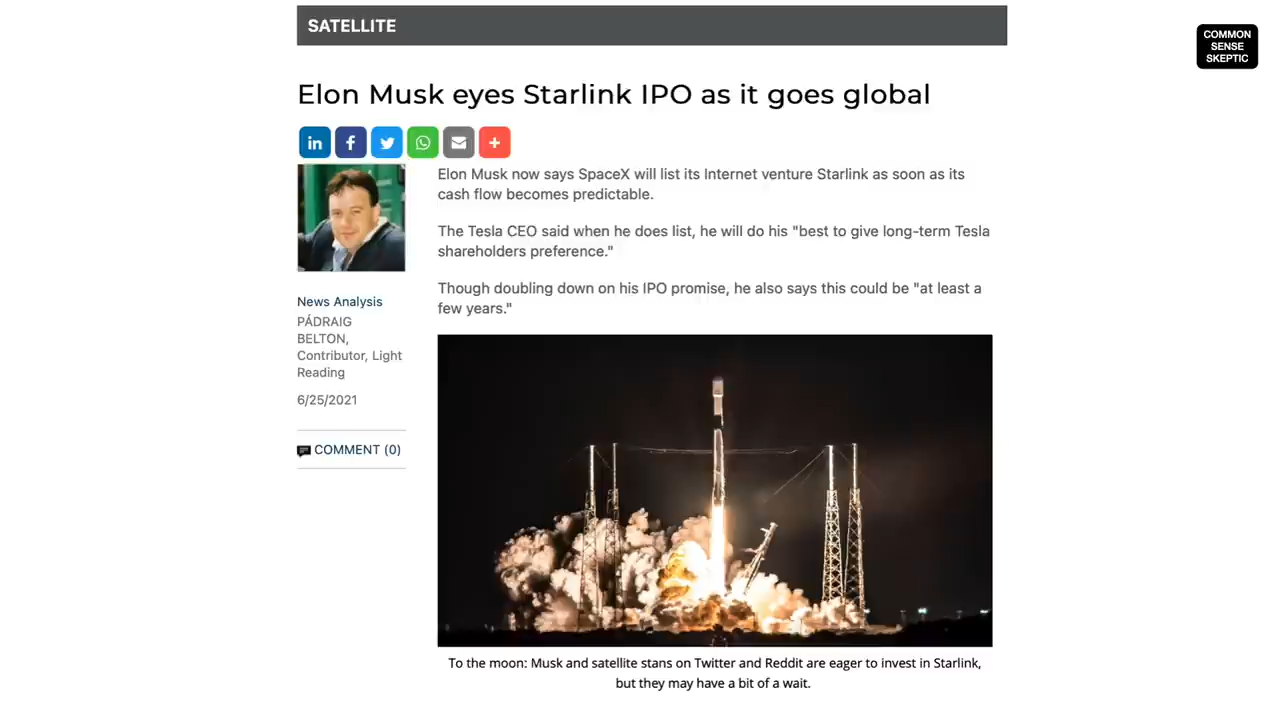 SATELLITE
COMMON
SENSE
SKEPTIC
Elon Musk eyes Starlink IPO as it goes global
in f +
Elon Musk now says SpaceX will list its Internet venture Starlink as soon as its
cash flow becomes predictable.
The Tesla CEO said when he does list, he will do his "best to give long-term Tesla
shareholders preference."
Though doubling down on his IPO promise, he also says this could be "at least a
few years."
News Analysis
PÁDRAIG
BELTON,
Contributor, Light
Reading
6/25/2021
COMMENT (0)
To the moon: Musk and satellite stans on Twitter and Reddit are eager to invest in Starlink,
but they may have a bit of a wait.